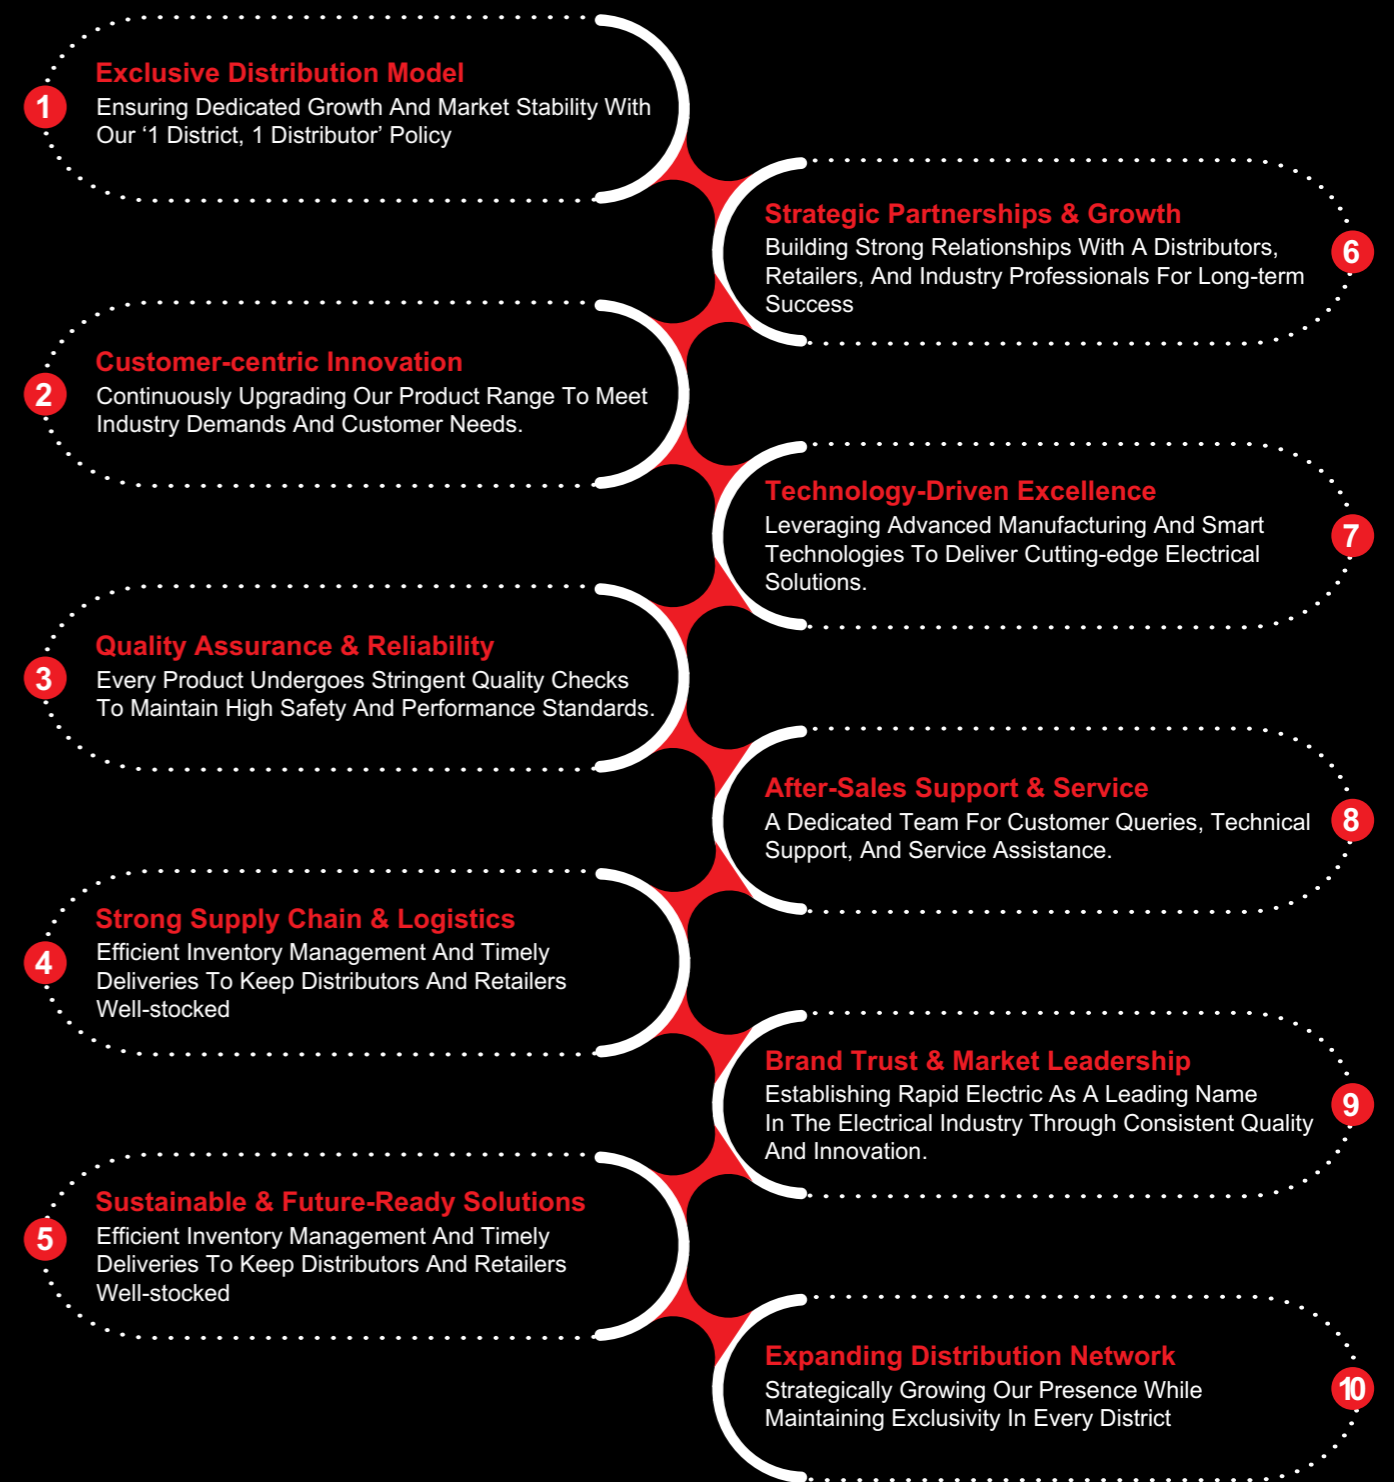 1
Exclusive Distribution Model
Ensuring Dedicated Growth And Market Stability With
Our ‘1 District, 1 Distributor’ Policy
2
Customer-centric Innovation
Continuously Upgrading Our Product Range To Meet
Industry Demands And Customer Needs.
3
Quality Assurance & Reliability
Every Product Undergoes Stringent Quality Checks
To Maintain High Safety And Performance Standards.
4
Strong Supply Chain & Logistics
Efficient Inventory Management And Timely
Deliveries To Keep Distributors And Retailers
Well-stocked
5
Sustainable & Future-Ready Solutions
Efficient Inventory Management And Timely
Deliveries To Keep Distributors And Retailers
Well-stocked
6
Strategic Partnerships & Growth
Building Strong Relationships With A Distributors,
Retailers, And Industry Professionals For Long-term
Success
7
Technology-Driven Excellence
Leveraging Advanced Manufacturing And Smart
Technologies To Deliver Cutting-edge Electrical
Solutions.
8
After-Sales Support & Service
A Dedicated Team For Customer Queries, Technical
Support, And Service Assistance.
9
Brand Trust & Market Leadership
Establishing Rapid Electric As A Leading Name
In The Electrical Industry Through Consistent Quality
And Innovation.
10
Expanding Distribution Network
Strategically Growing Our Presence While
Maintaining Exclusivity In Every District